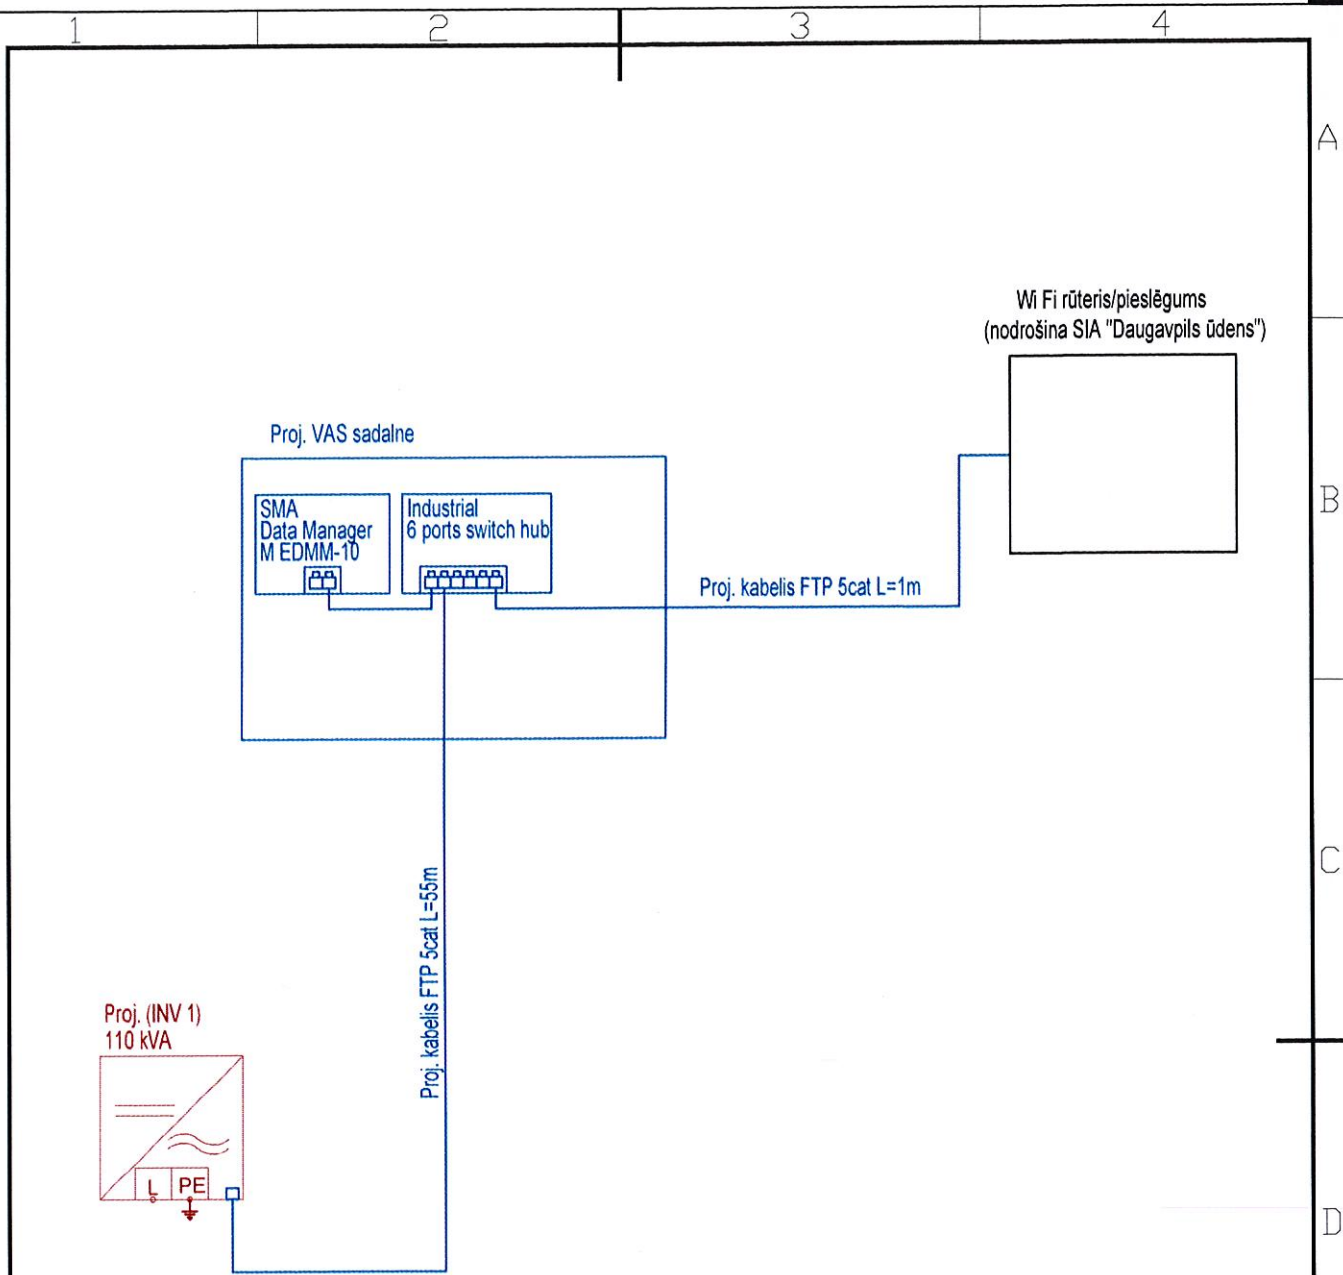 1
2
3
4
A
Wi Fi rūteris/pieslēgums
(nodrošina SIA "Daugavpils ūdens")
Proj. VAS sadalne
SMA
Data Manager
M EDMM-10
Industrial
6 ports switch hub
B
Proj. kabelis FTP 5cat L=1m
C
Proj. kabelis FTP 5cat L=55m
Proj. (INV 1)
110 kVA
L
PE
D